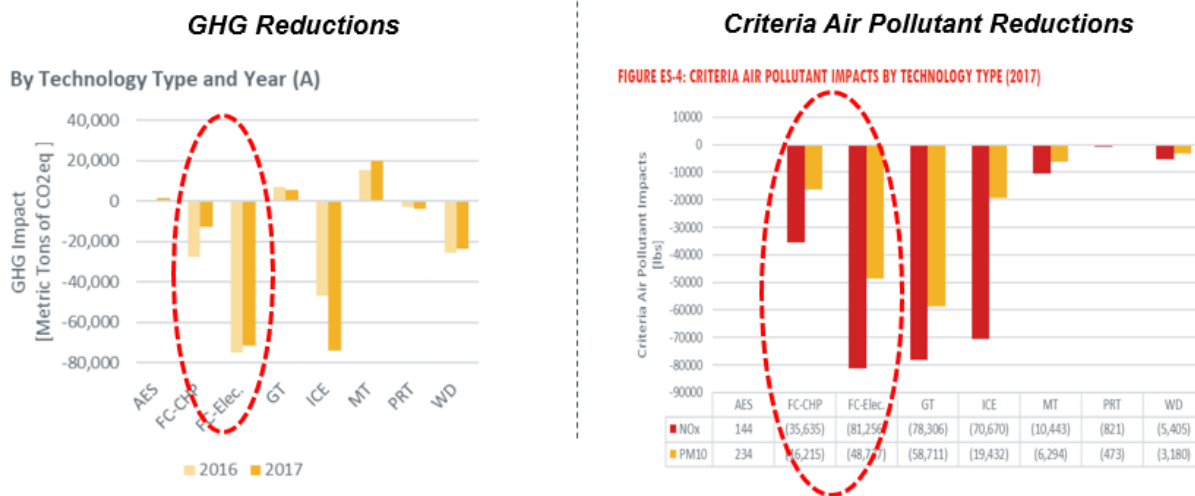 GHG Reductions
By Technology Type and Year (A)
GHG Impact
[Metric Tons of CO2eq ]
40,000
20,000
0
-20,000
-40,000
-60,000
-80,000
AES
FC-CHP
FC-Elec.
GT
ICE
MT
PRT
WD
2016
2017
Criteria Air Pollutant Reductions
FIGURE ES-4: CRITERIA AIR POLLUTANT IMPACTS BY TECHNOLOGY TYPE (2017)
Criteria Air Pollutant Impacts
[lbs]
10000
0
-10000
-20000
-30000
-40000
-50000
-60000
-70000
-80000
-90000
AES FC-CHP FC-Elec. GT ICE MT PRT WD
NOx 144 (35,635) (81,256) (78,306) (70,670) (10,443) (821) (5,405)
PM10 234 (16,215) (58,711) (19,432) (6,294) (473) (3,180)